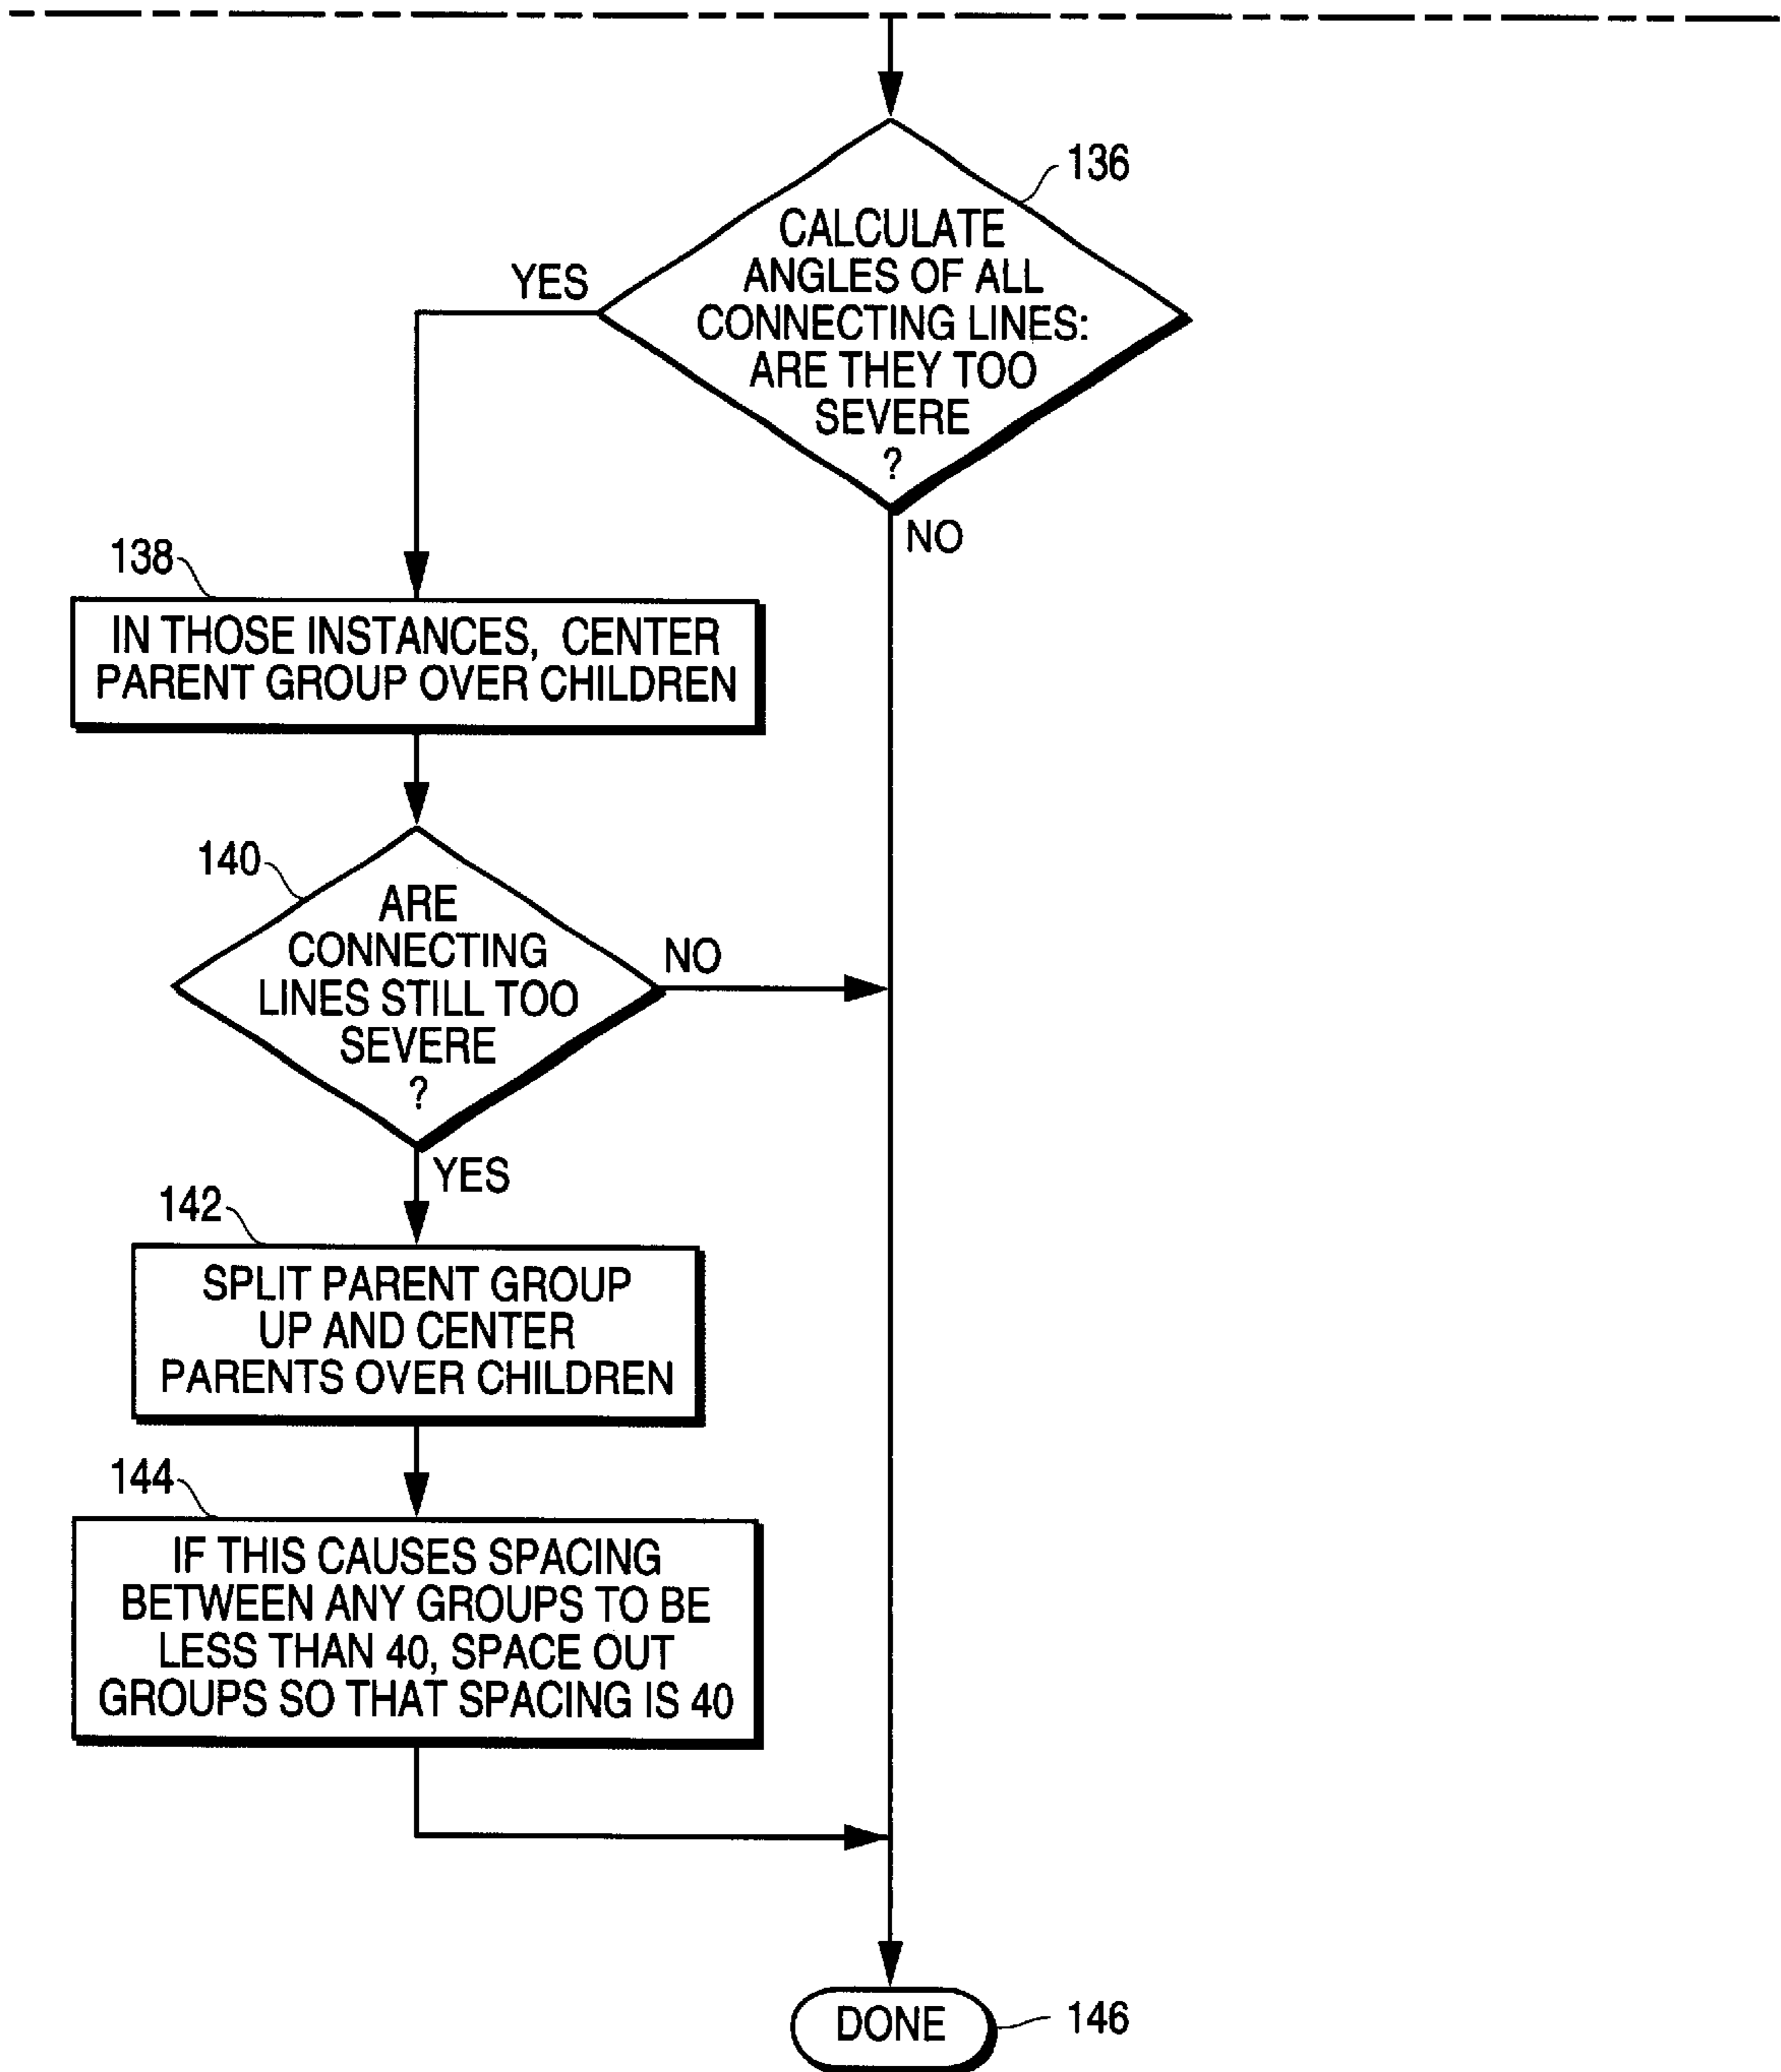 136
CALCULATE
ANGLES OF ALL
CONNECTING LINES:
ARE THEY TOO
SEVERE
?
YES
NO
138
IN THOSE INSTANCES, CENTER
PARENT GROUP OVER CHILDREN
140
ARE
CONNECTING
LINES STILL TOO
SEVERE
?
NO
YES
142
SPLIT PARENT GROUP
UP AND CENTER
PARENTS OVER CHILDREN
144
IF THIS CAUSES SPACING
BETWEEN ANY GROUPS TO BE
LESS THAN 40, SPACE OUT
GROUPS SO THAT SPACING IS 40
DONE
146